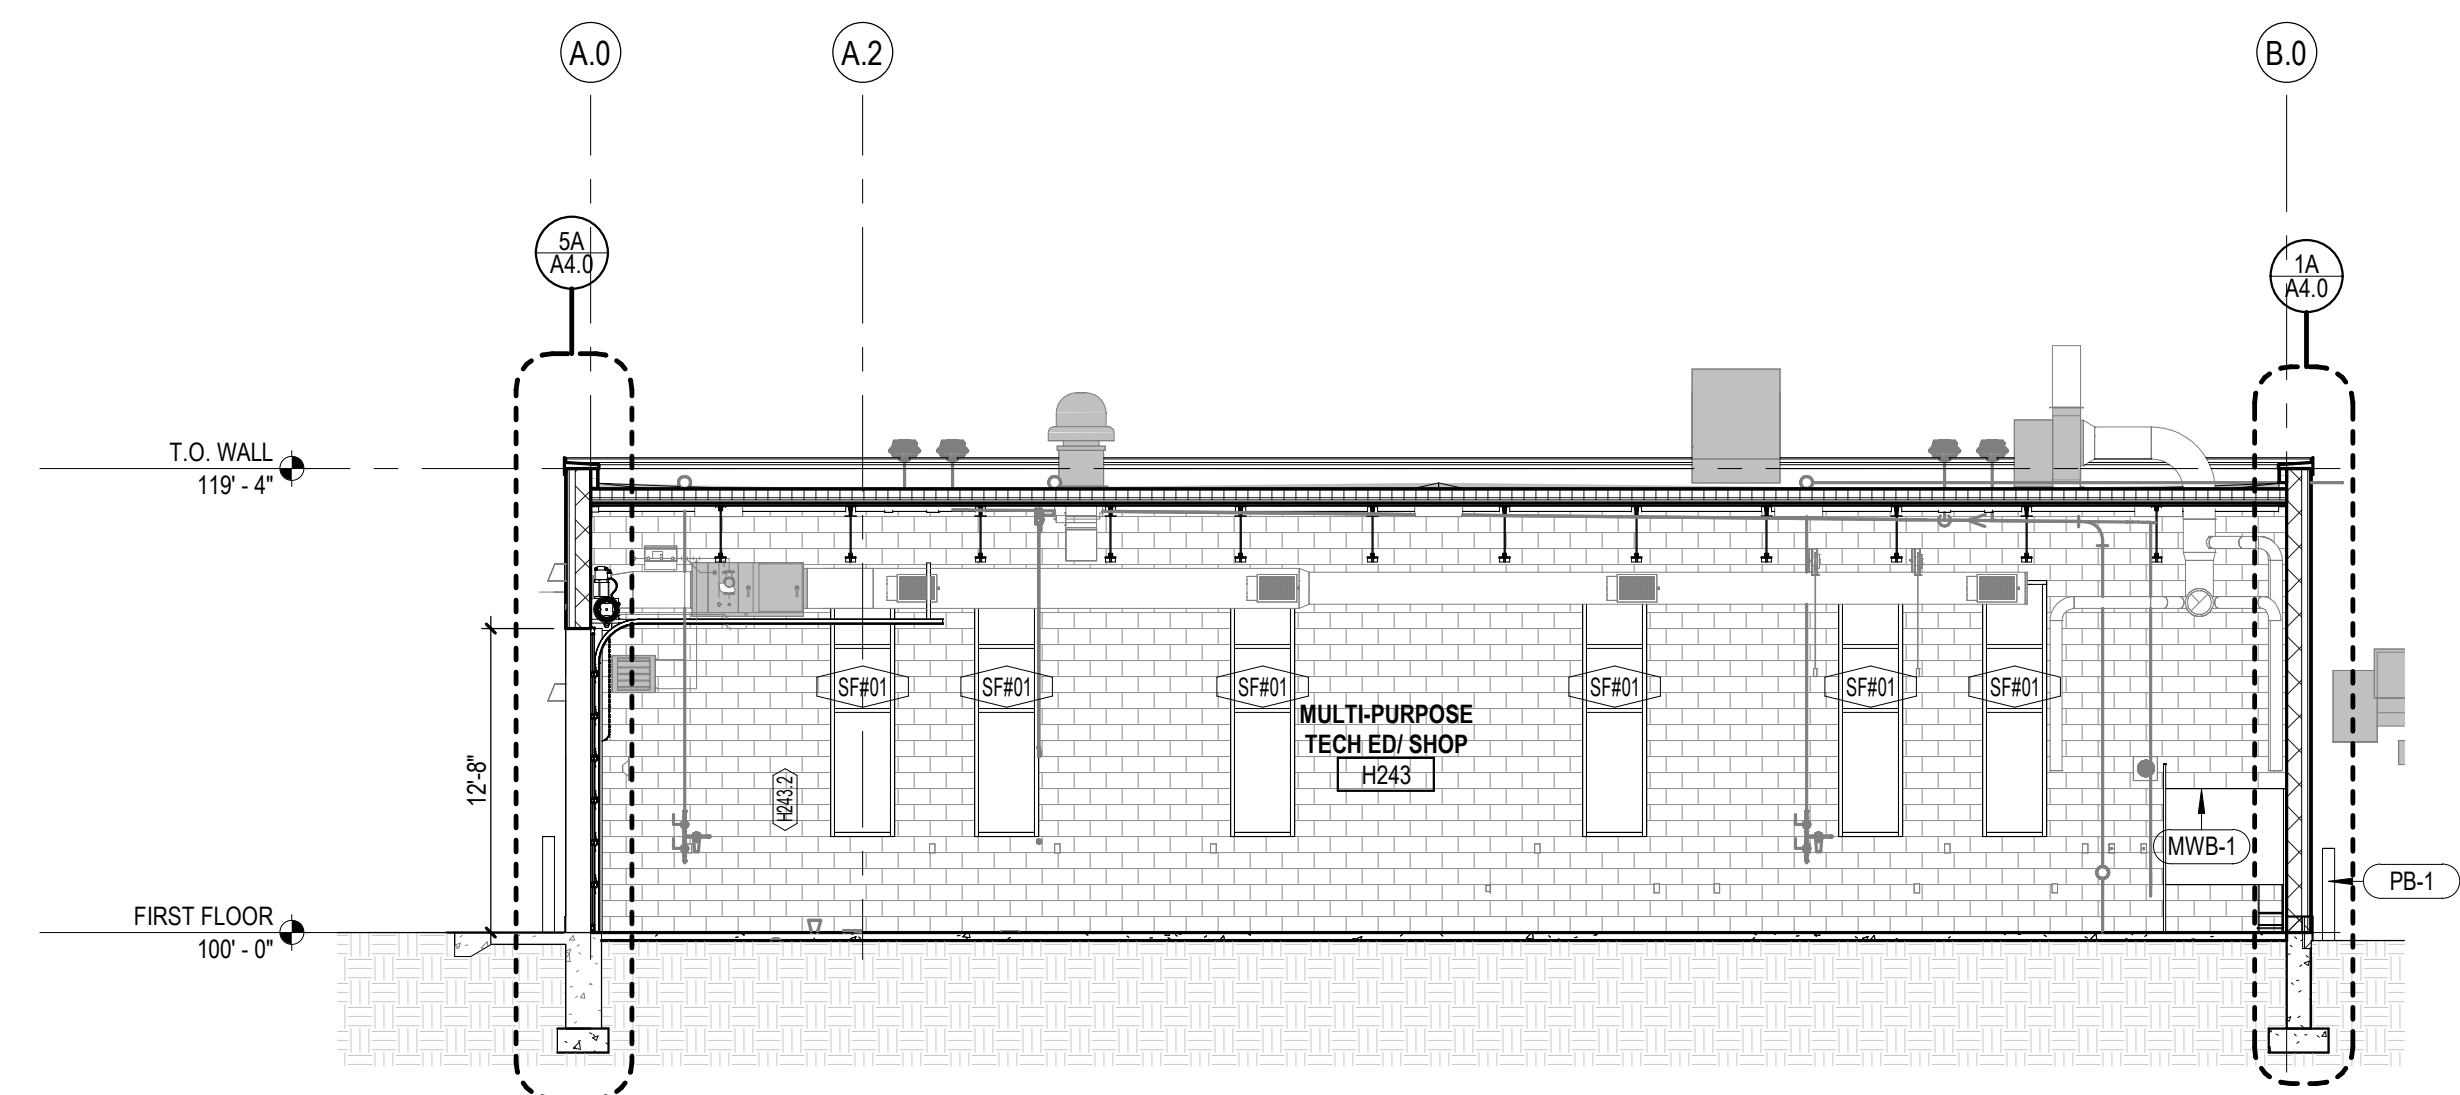 A.0
A.2
B.0
5A
A4.0
1A
A4.0
T.O. WALL
119' - 4"
SF#01
SF#01
SF#01
SF#01
SF#01
SF#01
MULTI-PURPOSE
TECH ED/ SHOP
H243
12'-8"
H243.2
MWB-1
PB-1
FIRST FLOOR
100' - 0"